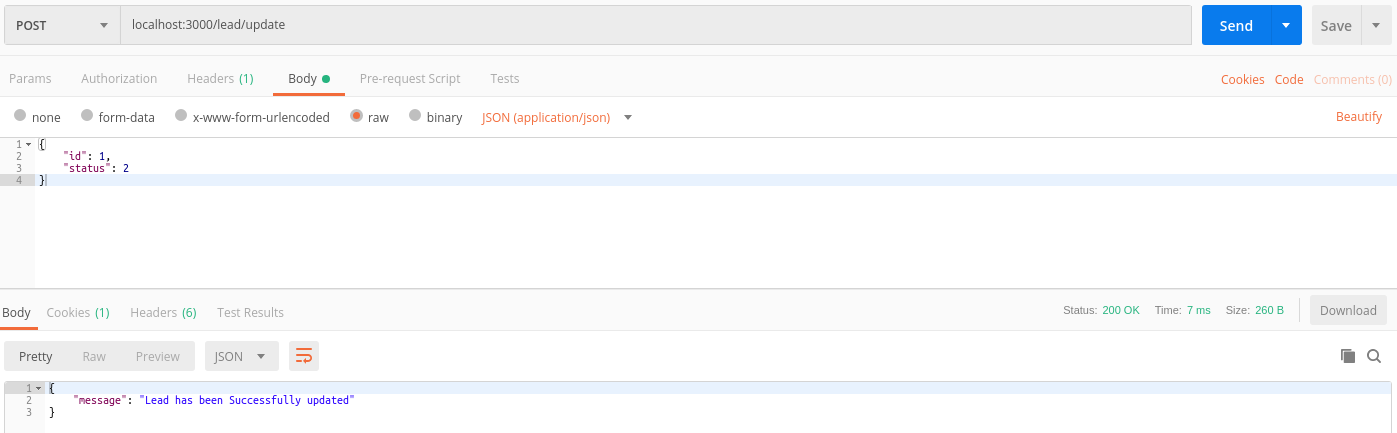 POST localhost:3000/lead/update Send Save
Params Authorization Headers (1) Body Pre-request Script Tests Cookies Code Comments (0)
none form-data x-www-form-urlencoded raw binary JSON (application/json) Beautify
1 {
2 "id": 1,
3 "status": 2
4 }
Body Cookies (1) Headers (6) Test Results Status: 200 OK Time: 7 ms Size: 260 B Download
Pretty Raw Preview JSON
1 {
2 "message": "Lead has been Successfully updated"
3 }